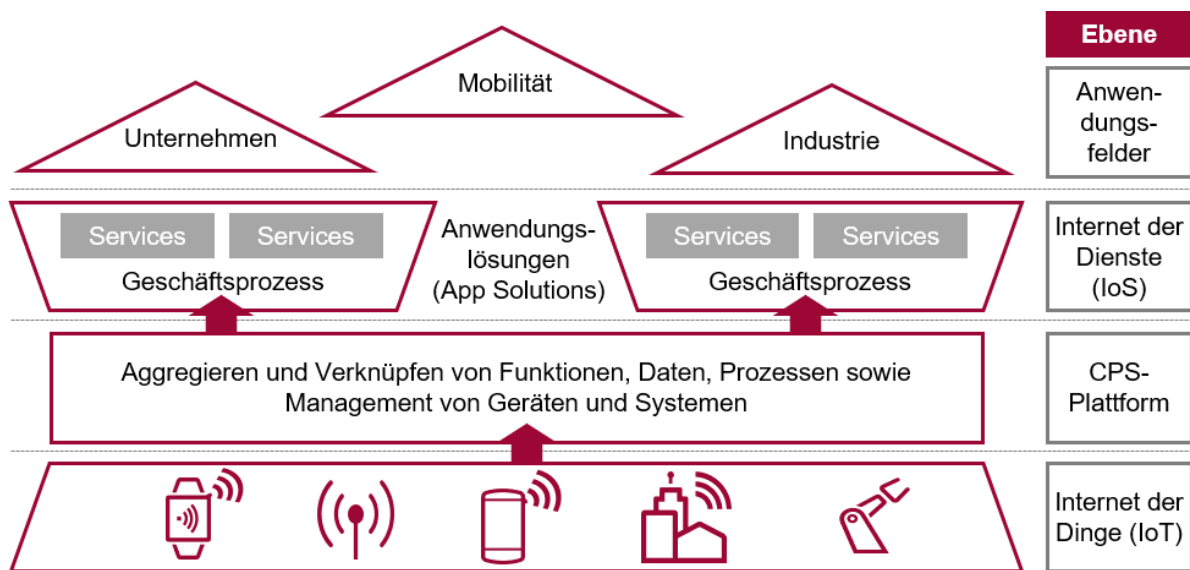 Ebene
Mobilität
Unternehmen
Industrie
Anwen-
dungs-
felder
Services
Services
Geschäftsprozess
Anwendungs-
lösungen
(App Solutions)
Services
Services
Geschäftsprozess
Internet der
Dienste
(IoS)
Aggregieren und Verknüpfen von Funktionen, Daten, Prozessen sowie
Management von Geräten und Systemen
CPS-
Plattform
Internet der
Dinge (IoT)